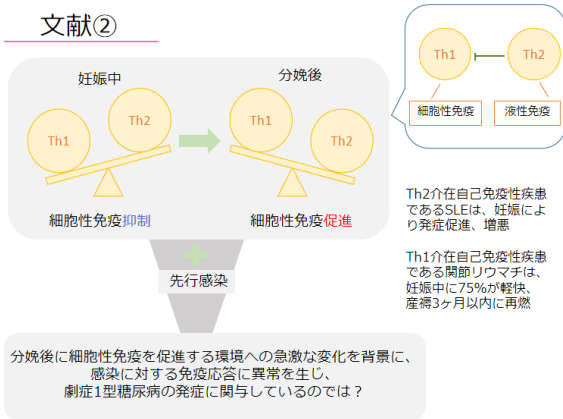 文献②
妊娠中
Th1
Th2
細胞性免疫抑制
分娩後
Th1
Th2
細胞性免疫促進
Th1
Th2
細胞性免疫
液性免疫
先行感染
Th2介在自己免疫性疾患
であるSLEは、妊娠によ
り発症促進、増悪
Th1介在自己免疫性疾患
である関節リウマチは、
妊娠中に75%が軽快、
産褥3ヶ月以内に再燃
分娩後に細胞性免疫を促進する環境への急激な変化を背景に、
感染に対する免疫応答に異常を生じ、
劇症1型糖尿病の発症に関与しているのでは？